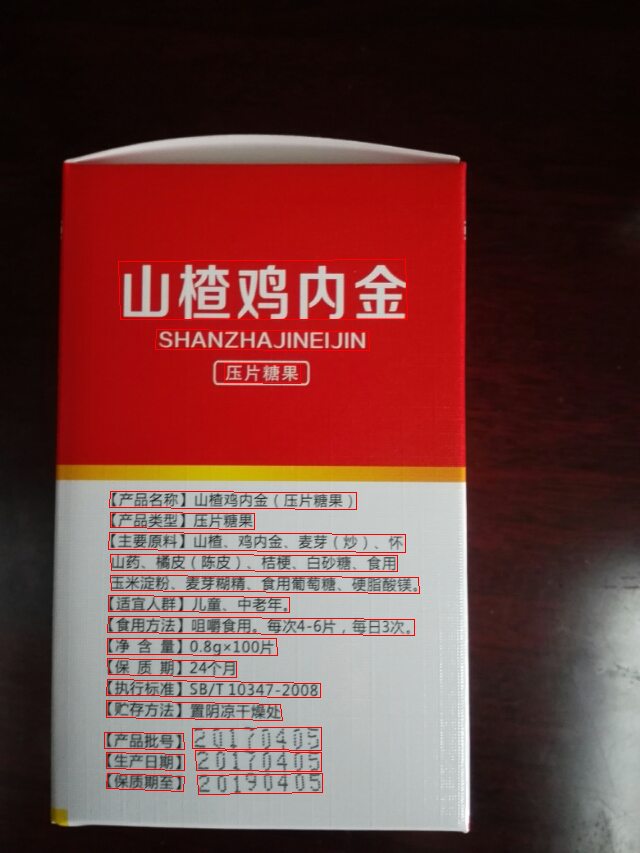 山楂鸡内金
SHANZHAJINEIJIN
压片糖果
【产品名称】山楂鸡内金（压片糖果）
【产品类型】压片糖果
【主要原料】山楂、鸡内金、麦芽（炒）、怀
山药、橘皮（陈皮）、桔梗、白砂糖、食用
玉米淀粉、麦芽糊精、食用葡萄糖、硬脂酸镁。
【适宜人群】儿童、中老年。
【食用方法】咀嚼食用。每次4-6片，每日3次。
【净 含 量】0.8g×100片
【保 质 期】24个月
【执行标准】SB/T 10347-2008
【贮存方法】置阴凉干燥处
【产品批号】20170405
【生产日期】20170405
【保质期至】20190405